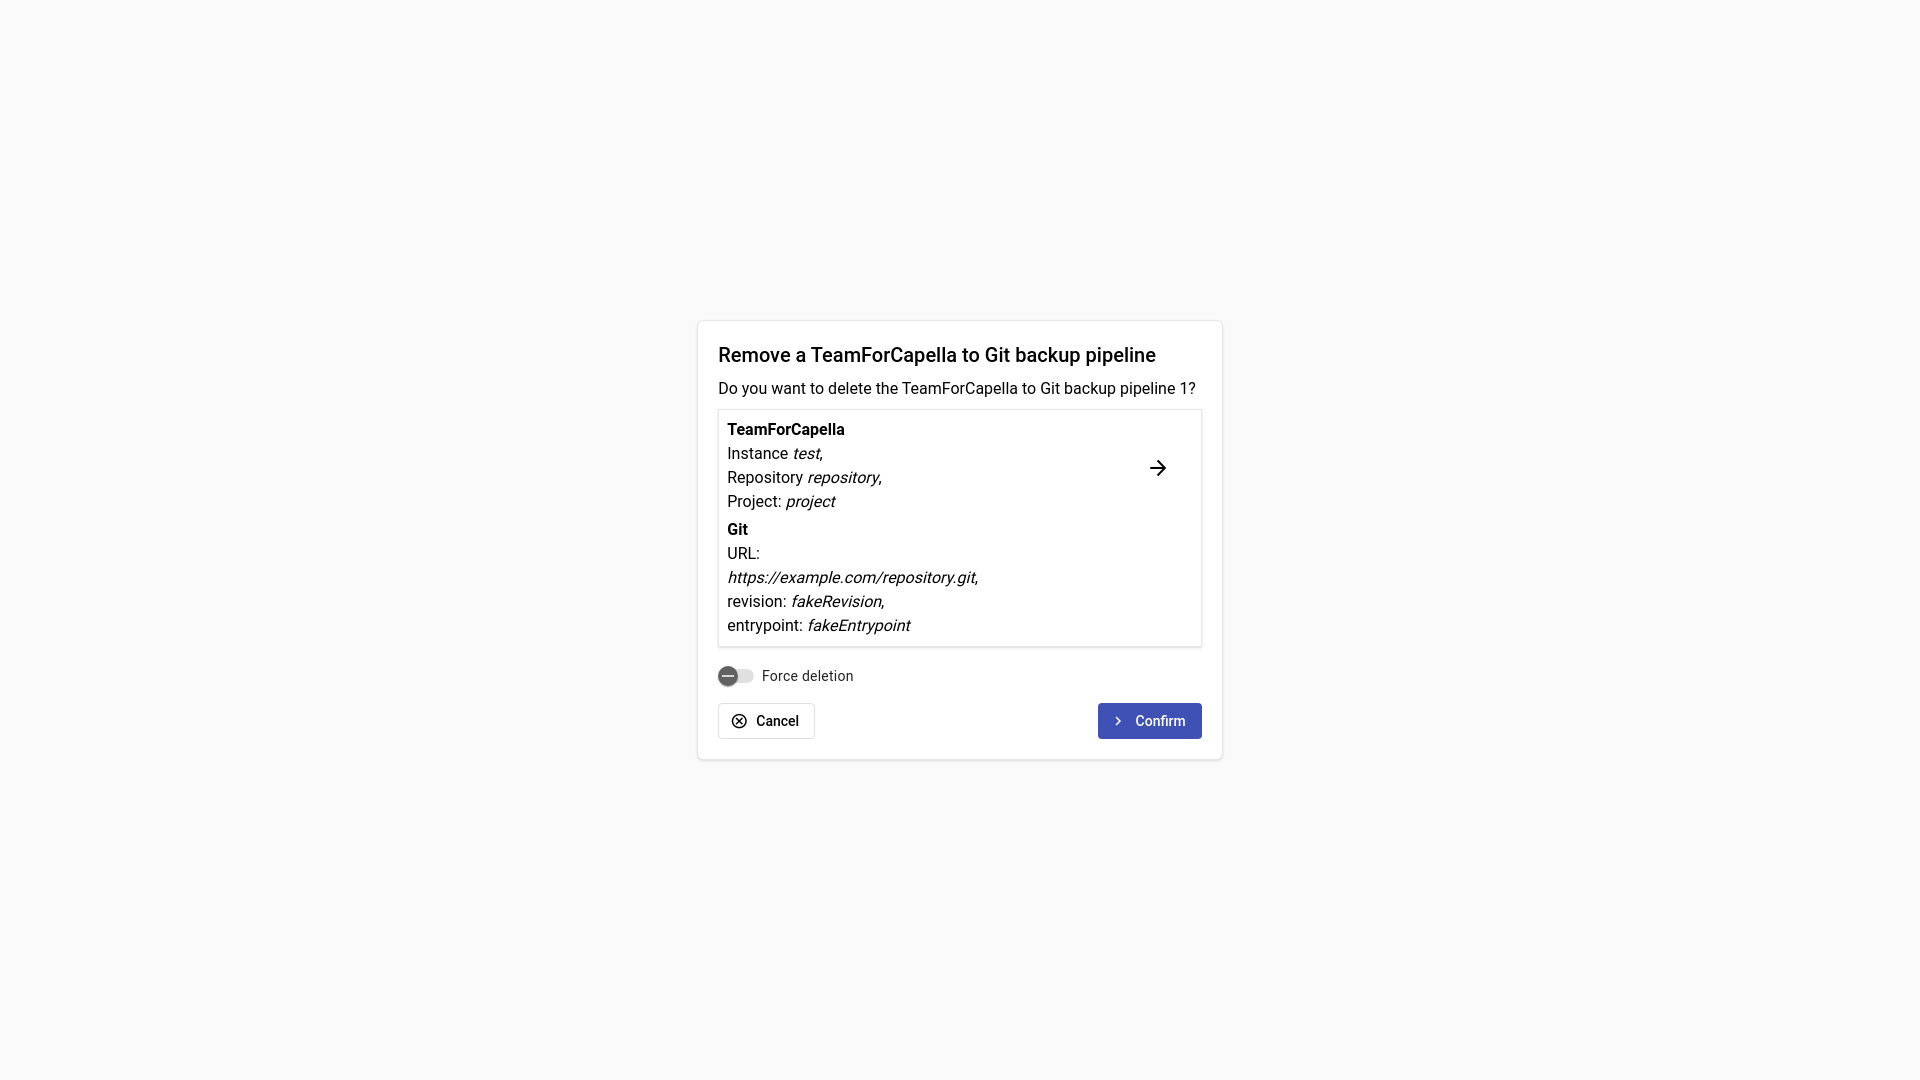 Remove a TeamForCapella to Git backup pipeline
Do you want to delete the TeamForCapella to Git backup pipeline 1?
TeamForCapella
Instance test,
Repository repository,
Project: project
Git
URL:
https://example.com/repository.git,
revision: fakeRevision,
entrypoint: fakeEntrypoint
Force deletion
Cancel
Confirm